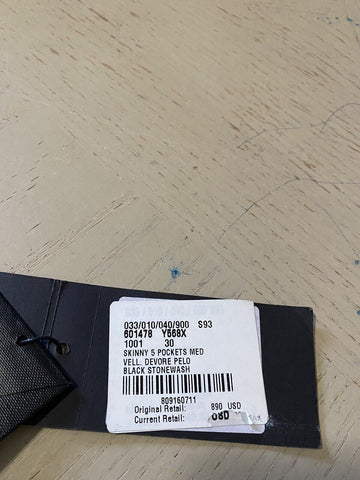 033/010/040/900 S93
601478 Y568X
1001 30
SKINNY 5 POCKETS MED
VELL. DEVORE PELO
BLACK STONEWASH
809160711
Original Retail: 890 USD
Current Retail: USD